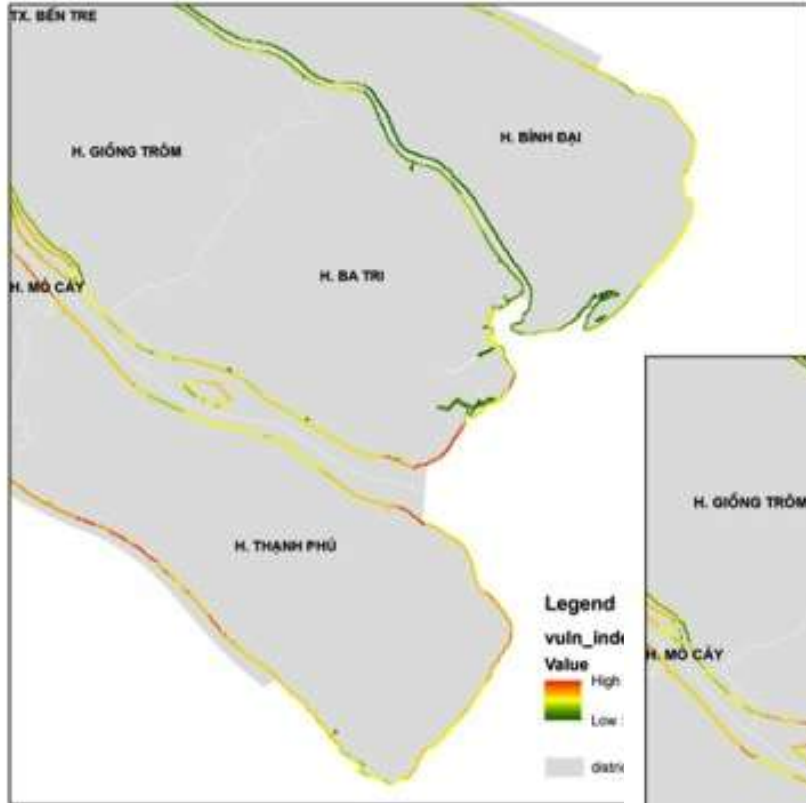 TX. BẾN TRE
H. BÌNH ĐẠI
H. GIỒNG TRÔM
H. BA TRI
H. MỎ CÀY
H. THẠNH PHÚ
Legend
vuln_inde
Value
High
Low :
distric
H. GIỒNG TRÔM
H. MỎ CÀY